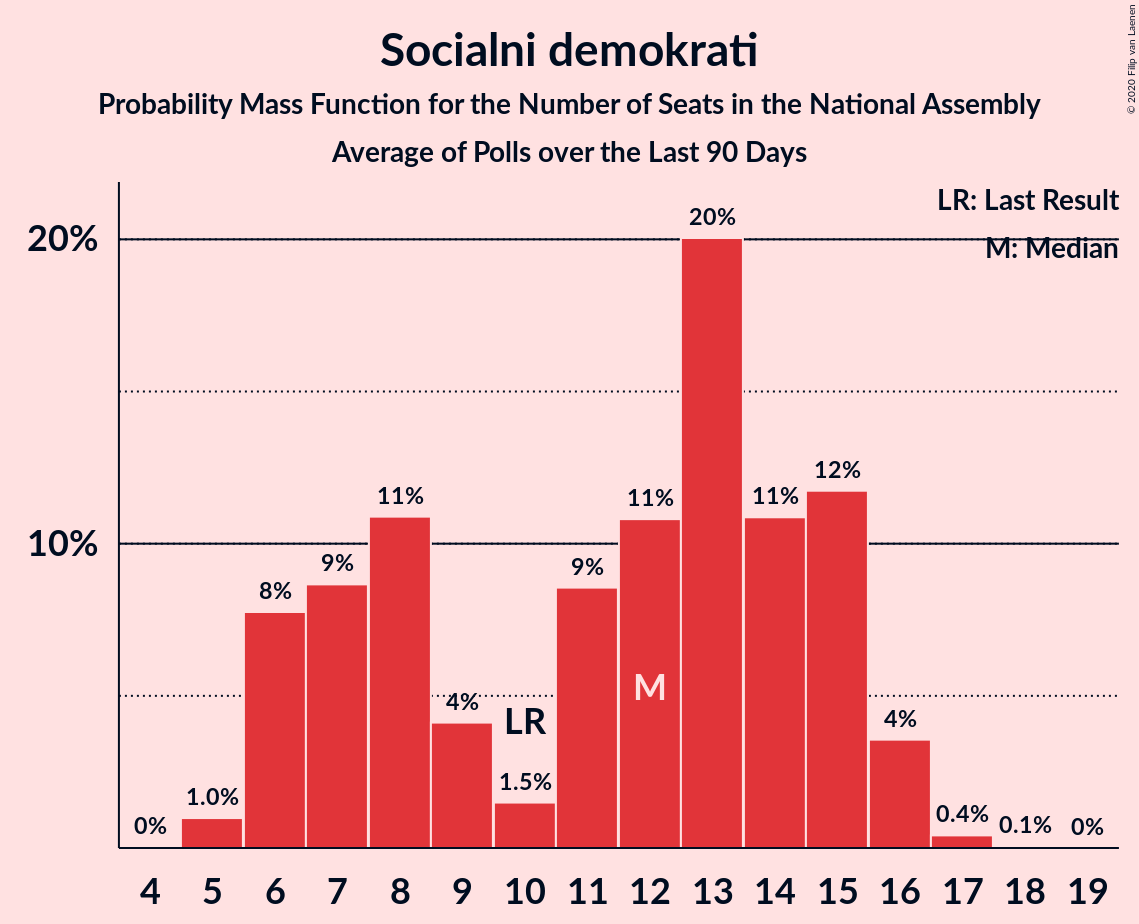 Socialni demokrati
Probability Mass Function for the Number of Seats in the National Assembly
Average of Polls over the Last 90 Days
© 2020 Filip van Laenen
LR: Last Result
M: Median
20%
10%
0%
1.0%
8%
9%
11%
4%
1.5%
9%
11%
20%
11%
12%
4%
0.4%
0.1%
0%
LR
M
4 5 6 7 8 9 10 11 12 13 14 15 16 17 18 19